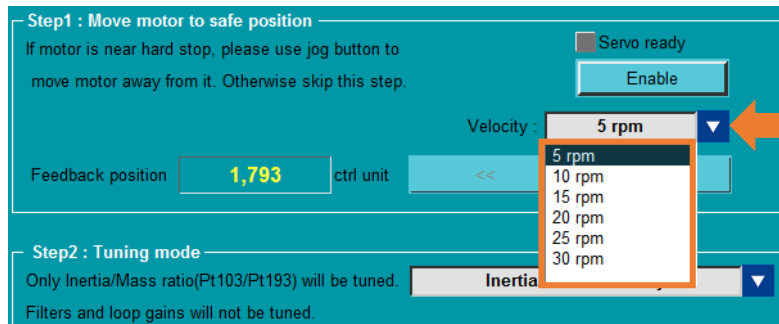 Step1 : Move motor to safe position
If motor is near hard stop, please use jog button to
move motor away from it. Otherwise skip this step.
Servo ready
Enable
Velocity : 5 rpm
5 rpm
10 rpm
15 rpm
20 rpm
25 rpm
30 rpm
Feedback position 1,793 ctrl unit <<
Step2 : Tuning mode
Only Inertia/Mass ratio(Pt103/Pt193) will be tuned. Inertia
Filters and loop gains will not be tuned.